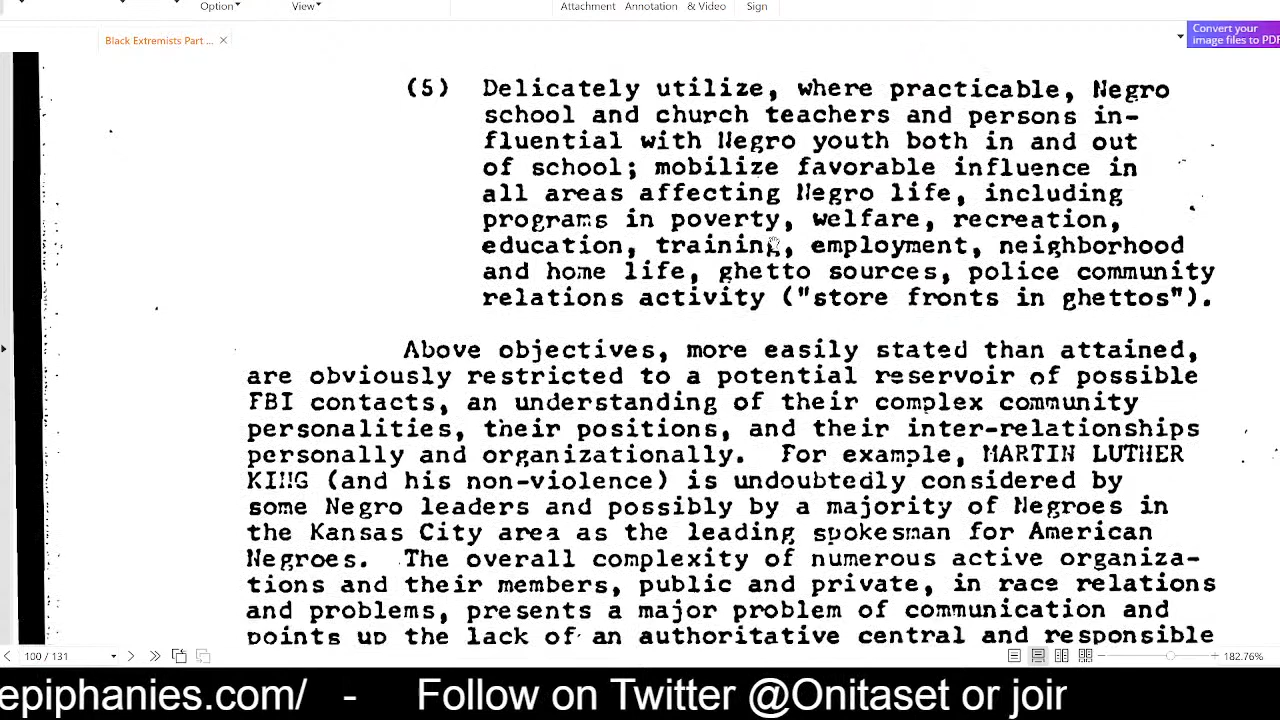 Option
View
Attachment
Annotation
& Video
Sign
Black Extremists Part ...
Convert your
image files to PDF
(5) Delicately utilize, where practicable, Negro
school and church teachers and persons in-
fluential with Negro youth both in and out
of school; mobilize favorable influence in
all areas affecting Negro life, including
programs in poverty, welfare, recreation,
education, training, employment, neighborhood
and home life, ghetto sources, police community
relations activity ("store fronts in ghettos").
Above objectives, more easily stated than attained,
are obviously restricted to a potential reservoir of possible
FBI contacts, an understanding of their complex community
personalities, their positions, and their inter-relationships
personally and organizationally. For example, MARTIN LUTHER
KING (and his non-violence) is undoubtedly considered by
some Negro leaders and possibly by a majority of Negroes in
the Kansas City area as the leading spokesman for American
Negroes. The overall complexity of numerous active organiza-
tions and their members, public and private, in race relations
and problems, presents a major problem of communication and
points up the lack of an authoritative central and responsible
100 / 131
182.76%
epiphanies.com/ - Follow on Twitter @Onitaset or joir